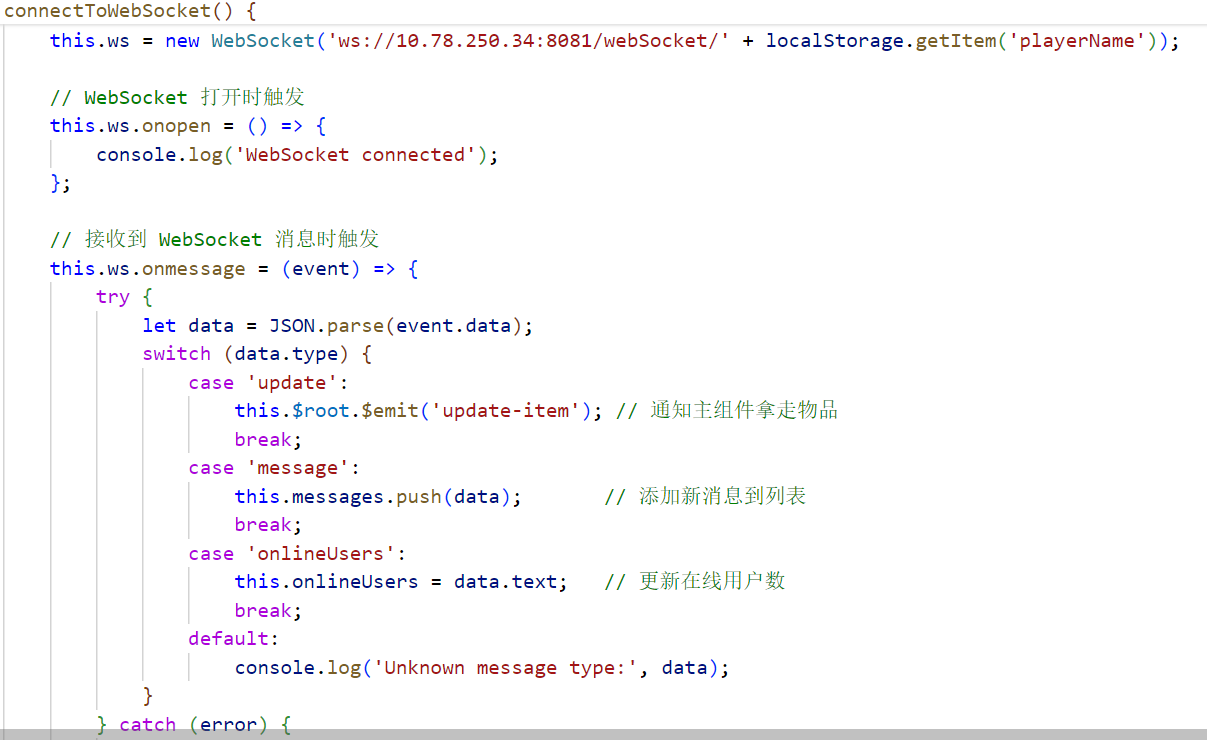 connectToWebSocket() {
this.ws = new WebSocket('ws://10.78.250.34:8081/webSocket/' + localStorage.getItem('playerName'));
// WebSocket 打开时触发
this.ws.onopen = () => {
console.log('WebSocket connected');
};
// 接收到 WebSocket 消息时触发
this.ws.onmessage = (event) => {
try {
let data = JSON.parse(event.data);
switch (data.type) {
case 'update':
this.$root.$emit('update-item'); // 通知主组件拿走物品
break;
case 'message':
this.messages.push(data); // 添加新消息到列表
break;
case 'onlineUsers':
this.onlineUsers = data.text; // 更新在线用户数
break;
default:
console.log('Unknown message type:', data);
}
} catch (error) {